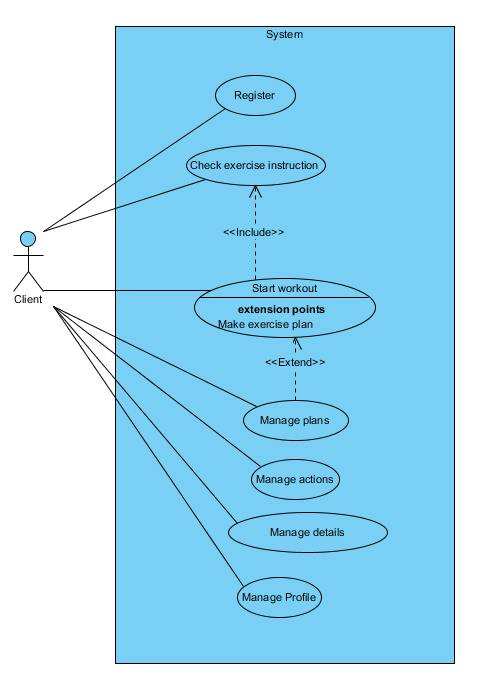 System
Register
Check exercise instruction
<<Include>>
Client
Start workout
extension points
Make exercise plan
<<Extend>>
Manage plans
Manage actions
Manage details
Manage Profile